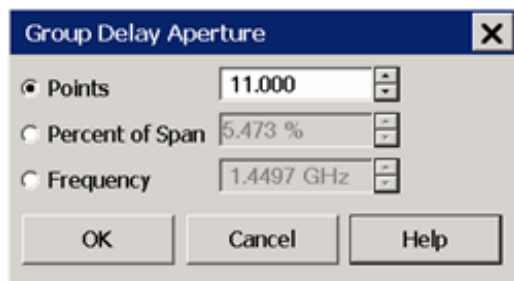 Group Delay Aperture
Points 11.000
Percent of Span 5.473 %
Frequency 1.4497 GHz
OK Cancel Help